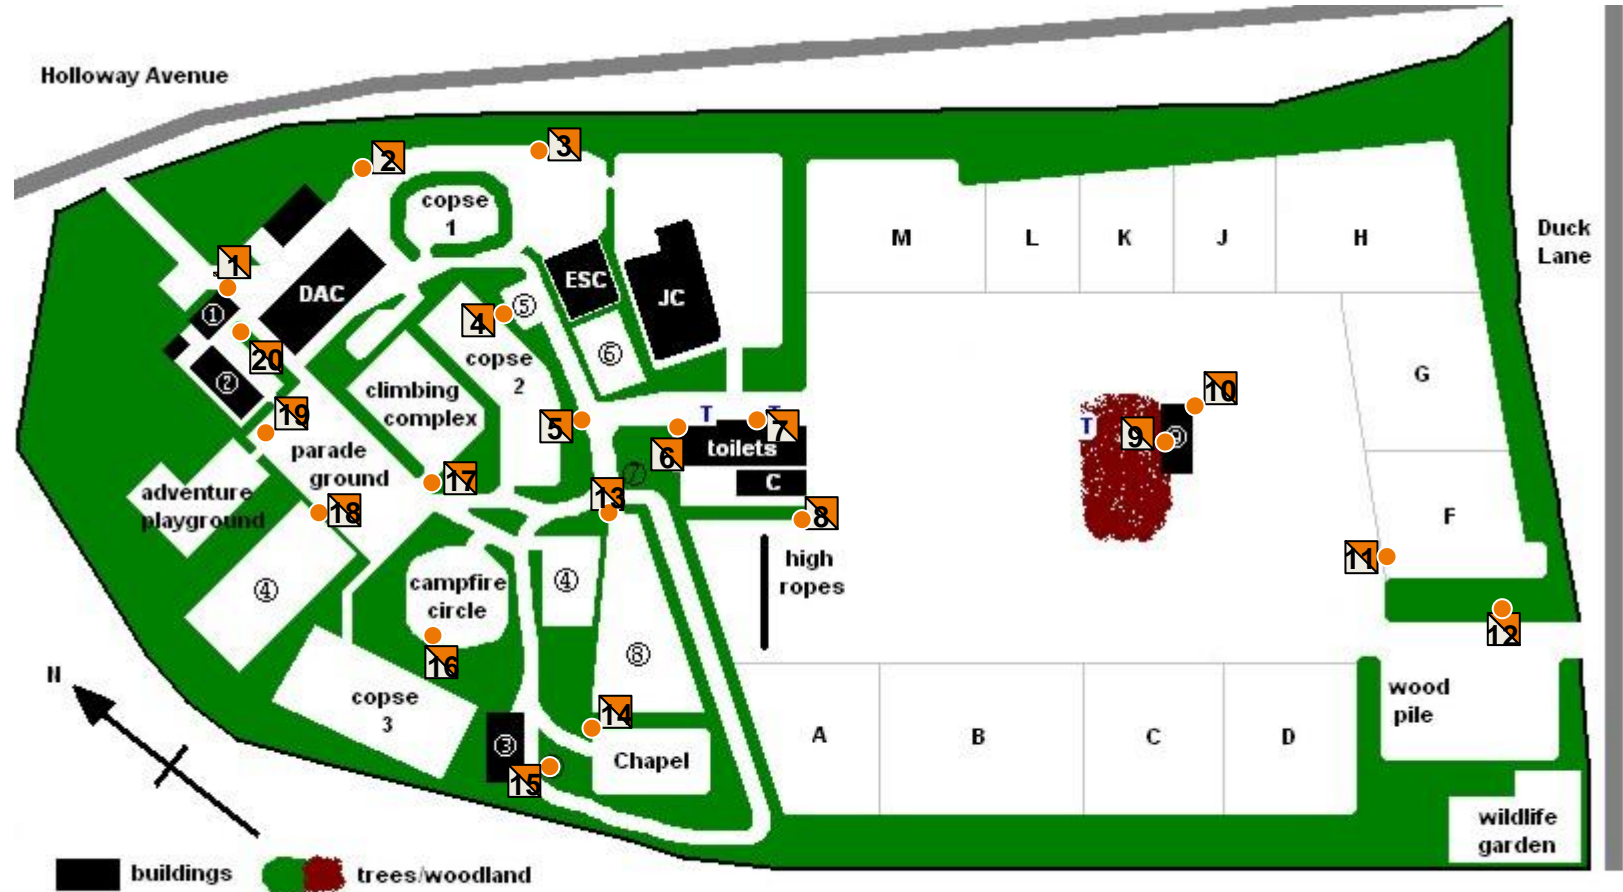 Holloway Avenue
2
3
copse
1
M
L
K
J
H
Duck
Lane
1
DAC
ESC
JC
①
4
⑤
20
②
copse
2
⑥
climbing
complex
G
19
5
T
T
7
toilets
6
C
10
T
9
⑨
parade
ground
17
adventure
playground
18
⑦
13
8
F
11
high
ropes
④
campfire
circle
④
12
16
⑧
N
copse
3
wood
pile
14
A
B
C
D
③
15
Chapel
wildlife
garden
buildings
trees/woodland